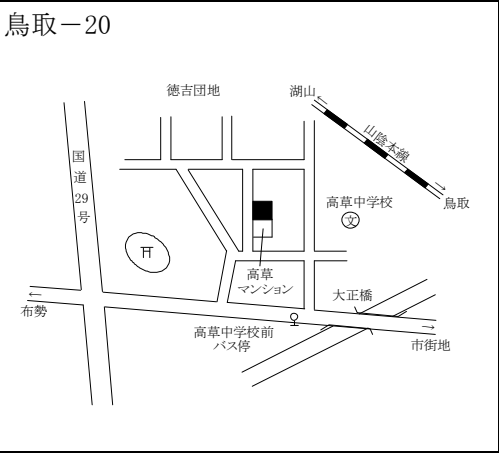 鳥取－20
徳吉団地
湖山
←
山陰本線
→
鳥取
国道29号
高草中学校
文
高草
マンション
大正橋
←
布勢
高草中学校前
バス停
→
市街地